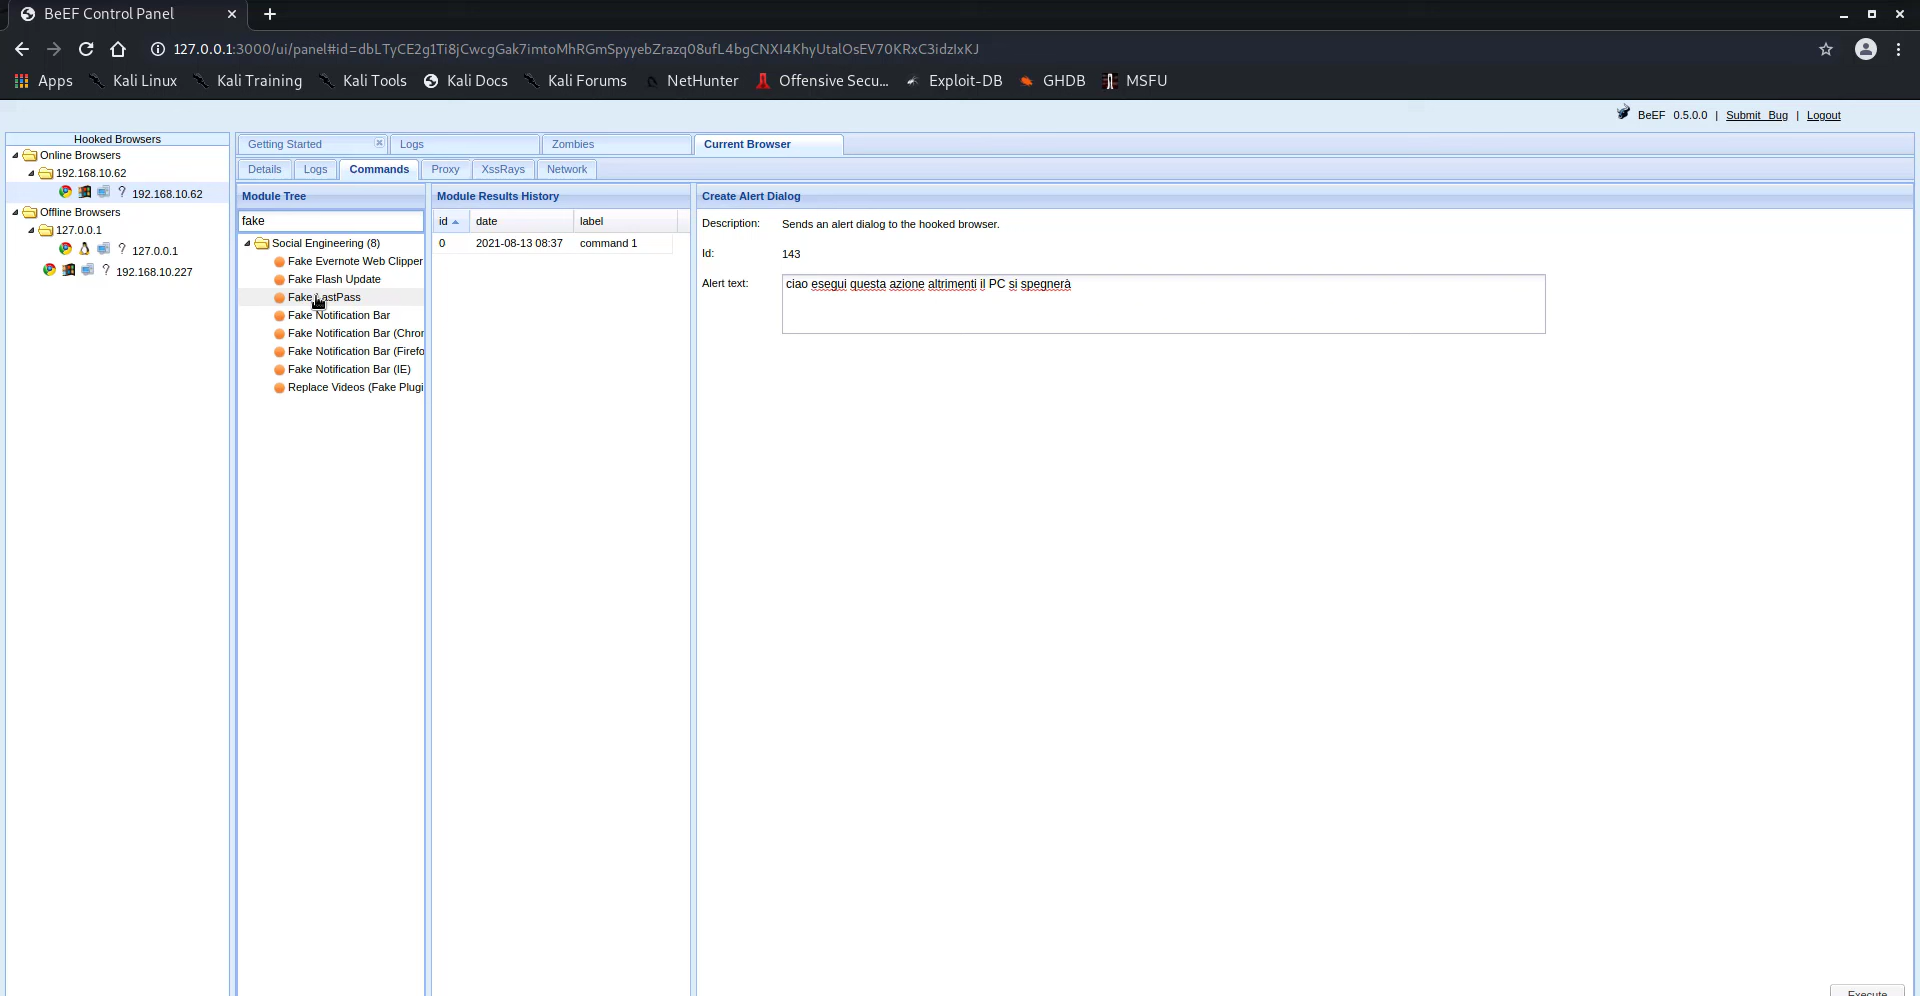 BeEF Control Panel
127.0.0.1:3000/ui/panel#id=dbLTyCE2g1Ti8jCwcgGak7imtoMhRGmSpyyebZrazq08ufL4bgCNXI4KhyUtalOsEV70KRxC3idzIxKJ
Apps Kali Linux Kali Training Kali Tools Kali Docs Kali Forums NetHunter Offensive Secu... Exploit-DB GHDB MSFU
BeEF 0.5.0.0 | Submit Bug | Logout
Hooked Browsers
Online Browsers
192.168.10.62
? 192.168.10.62
Offline Browsers
127.0.0.1
? 127.0.0.1
? 192.168.10.227
Getting Started Logs Zombies Current Browser
Details Logs Commands Proxy XssRays Network
Module Tree
fake
Social Engineering (8)
Fake Evernote Web Clipper
Fake Flash Update
Fake LastPass
Fake Notification Bar
Fake Notification Bar (Chror
Fake Notification Bar (Firefo
Fake Notification Bar (IE)
Replace Videos (Fake Plugi
Module Results History
id date label
0 2021-08-13 08:37 command 1
Create Alert Dialog
Description: Sends an alert dialog to the hooked browser.
Id: 143
Alert text: ciao esegui questa azione altrimenti il PC si spegnerà
Execute